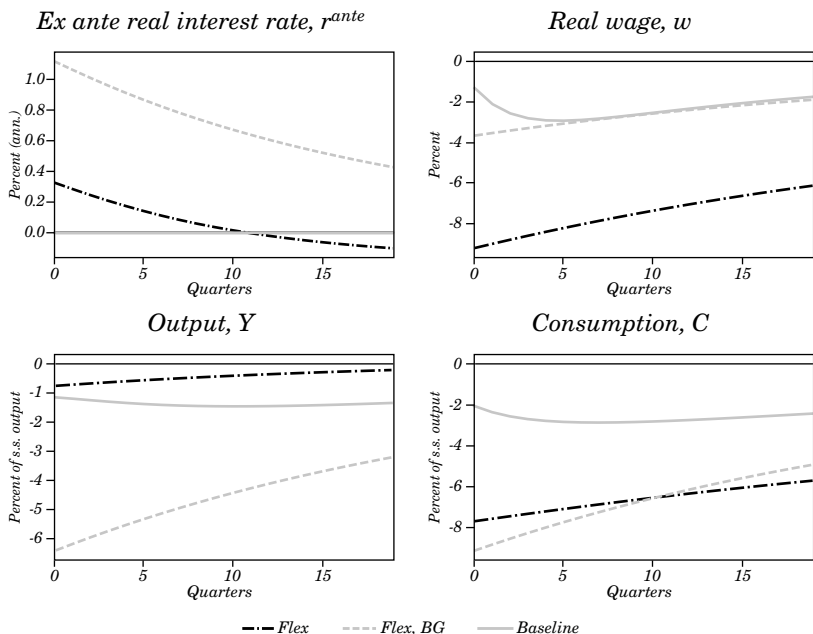 Ex ante real interest rate, r^ante
Real wage, w
Percent (ann.)
1.0
0.8
0.6
0.4
0.2
0.0
0 5 10 15
Quarters
Percent
0
-2
-4
-6
-8
0 5 10 15
Quarters
Output, Y
Consumption, C
Percent of s.s. output
0
-1
-2
-3
-4
-5
-6
0 5 10 15
Quarters
Percent of s.s. output
0
-2
-4
-6
-8
0 5 10 15
Quarters
Flex Flex, BG Baseline